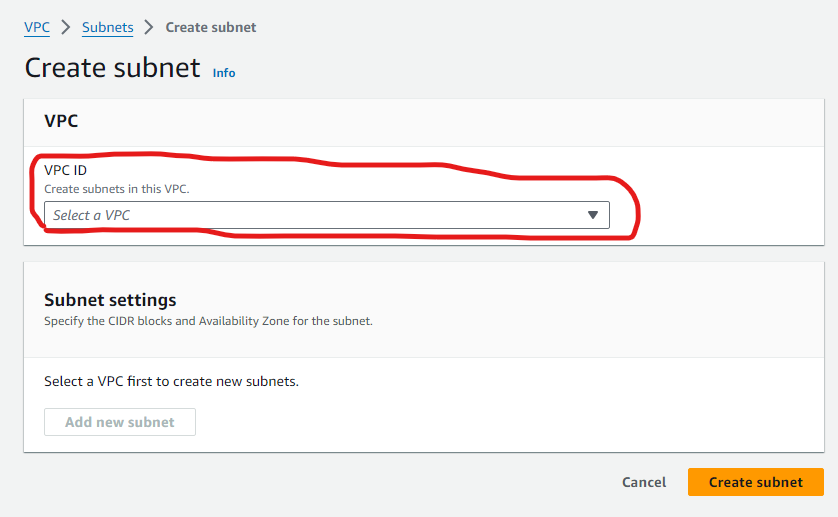 VPC > Subnets > Create subnet
Create subnet Info
VPC
VPC ID
Create subnets in this VPC.
Select a VPC
Subnet settings
Specify the CIDR blocks and Availability Zone for the subnet.
Select a VPC first to create new subnets.
Add new subnet
Cancel Create subnet